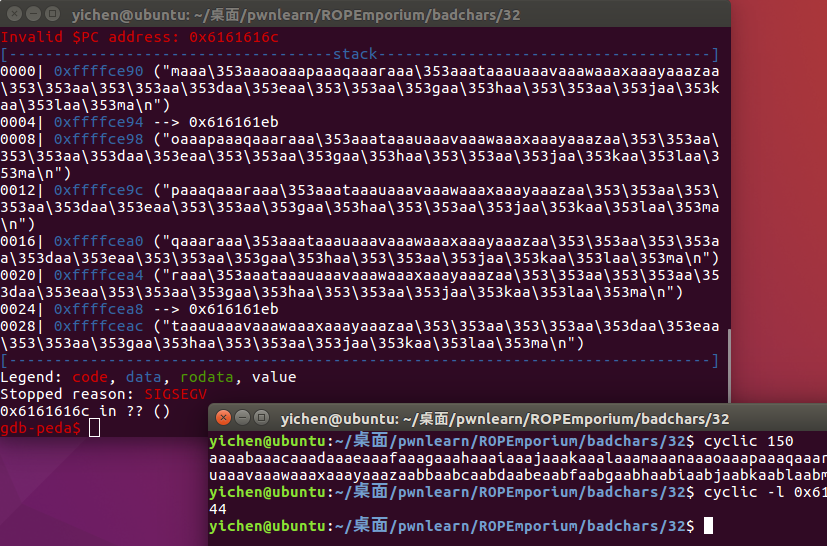 yichen@ubuntu: ~/桌面/pwnlearn/ROPEmporium/badchars/32
Invalid $PC address: 0x6161616c
[------------------------------------stack-------------------------------------]
0000| 0xffffce90 ("maaa\353aaoaaapaaaqaaaraaa\353aaataaauaaavaaawaaaxaaayaaazaa
\353\353aa\353\353aa\353daa\353eaa\353\353aa\353gaa\353haa\353\353aa\353jaa\353k
aa\353laa\353ma\n")
0004| 0xffffce94 --> 0x616161eb
0008| 0xffffce98 ("oaaapaaaqaaaraaa\353aaataaauaaavaaawaaaxaaayaaazaa\353\353aa\
353\353aa\353daa\353eaa\353\353aa\353gaa\353haa\353\353aa\353jaa\353kaa\353laa\3
53ma\n")
0012| 0xffffce9c ("paaaqaaaraaa\353aaataaauaaavaaawaaaxaaayaaazaa\353\353aa\353\
353aa\353daa\353eaa\353\353aa\353gaa\353haa\353\353aa\353jaa\353kaa\353laa\353ma
\n")
0016| 0xffffcea0 ("qaaaraaa\353aaataaauaaavaaawaaaxaaayaaazaa\353\353aa\353\353a
a\353daa\353eaa\353\353aa\353gaa\353haa\353\353aa\353jaa\353kaa\353laa\353ma\n")
0020| 0xffffcea4 ("raaa\353aaataaauaaavaaawaaaxaaayaaazaa\353\353aa\353\353aa\35
3daa\353eaa\353\353aa\353gaa\353haa\353\353aa\353jaa\353kaa\353laa\353ma\n")
0024| 0xffffcea8 --> 0x616161eb
0028| 0xffffceac ("taaauaaavaaawaaaxaaayaaazaa\353\353aa\353\353aa\353daa\353eaa
\353\353aa\353gaa\353haa\353\353aa\353jaa\353kaa\353laa\353ma\n")
[------------------------------------------------------------------------------]
Legend: code, data, rodata, value
Stopped reason: SIGSEGV
0x6161616c in ?? ()
gdb-peda$
yichen@ubuntu: ~/桌面/pwnlearn/ROPEmporium/badchars/32
yichen@ubuntu:~/桌面/pwnlearn/ROPEmporium/badchars/32$ cyclic 150
aaaabaaacaaadaaaeaaafaaagaaahaaaiaaajaaakaaalaaamaaanaaaoaaapaaaqaaar
uaaavaaawaaaxaaayaaazaabbaabcaabdaabeaabfaabgaabhaabiaabjaabkaablaabm
yichen@ubuntu:~/桌面/pwnlearn/ROPEmporium/badchars/32$ cyclic -l 0x61
44
yichen@ubuntu:~/桌面/pwnlearn/ROPEmporium/badchars/32$